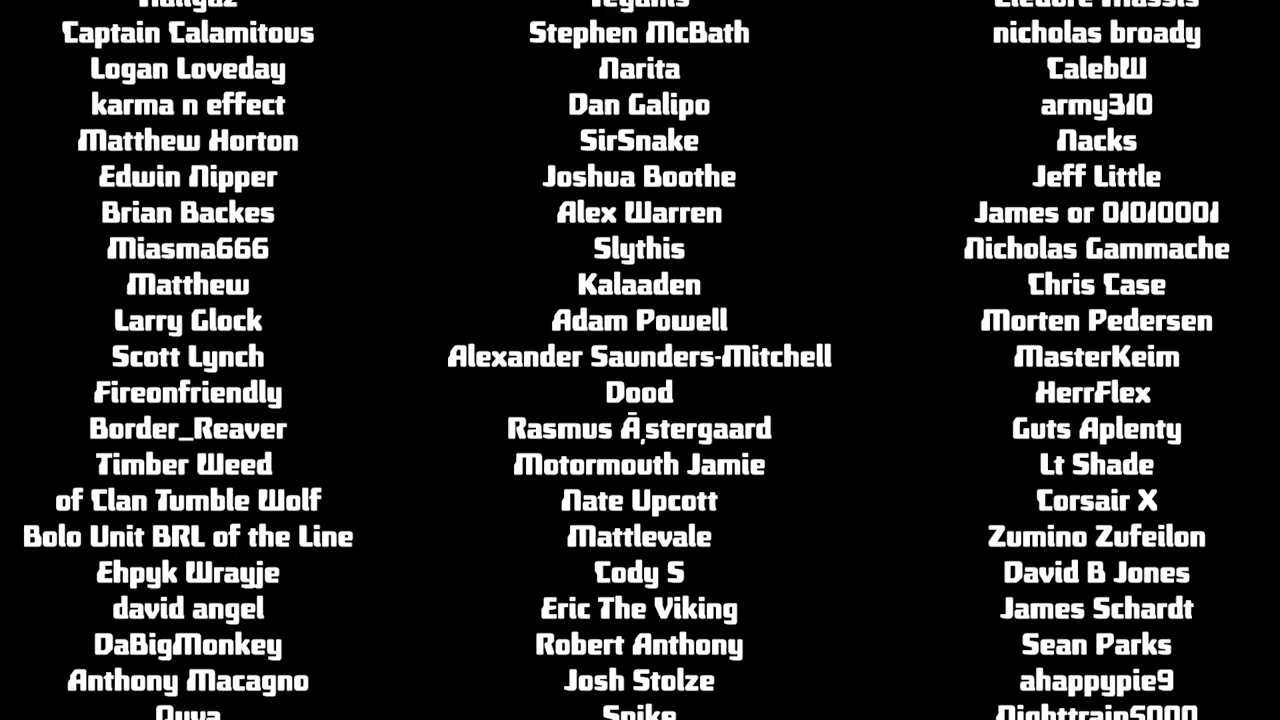 Captain Calamitous
Logan Loveday
karma n effect
Matthew Horton
Edwin Nipper
Brian Backes
Miasma666
Matthew
Larry Glock
Scott Lynch
Fireonfriendly
Border_Reaver
Timber Weed
of Clan Tumble Wolf
Bolo Unit BRL of the Line
Ehpyk Wrayje
david angel
DaBigMonkey
Anthony Macagno
Stephen McBath
Narita
Dan Galipo
SirSnake
Joshua Boothe
Alex Warren
Slythis
Kalaaden
Adam Powell
Alexander Saunders-Mitchell
Dood
Rasmus Ã¸stergaard
Motormouth Jamie
Nate Upcott
Mattlevale
Cody S
Eric The Viking
Robert Anthony
Josh Stolze
Spike
nicholas broady
CalebW
army310
Nacks
Jeff Little
James or 01010001
Nicholas Gammache
Chris Case
Morten Pedersen
MasterKeim
HerrFlex
Guts Aplenty
Lt Shade
Corsair X
Zumino Zufeilon
David B Jones
James Schardt
Sean Parks
ahappypie9
Nighttrain5000